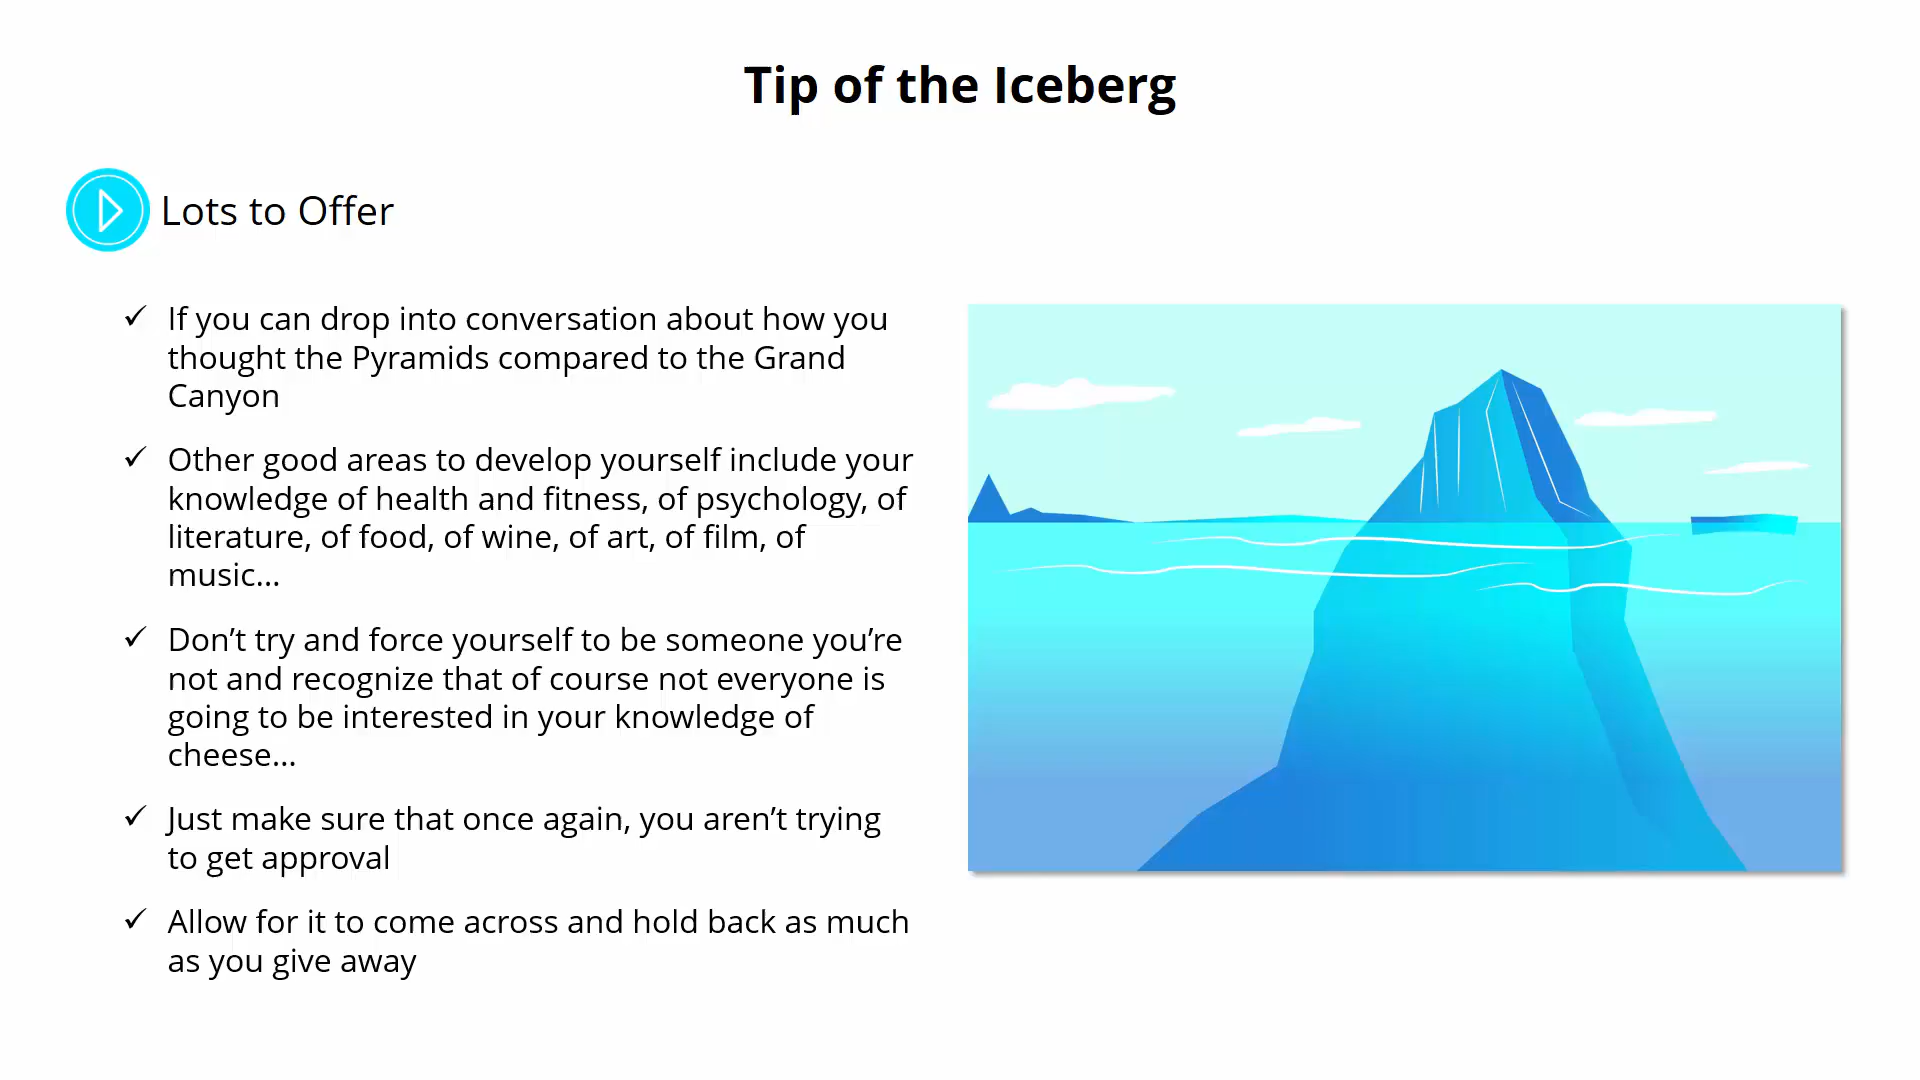 Tip of the Iceberg
Lots to Offer
✓ If you can drop into conversation about how you
thought the Pyramids compared to the Grand
Canyon
✓ Other good areas to develop yourself include your
knowledge of health and fitness, of psychology, of
literature, of food, of wine, of art, of film, of
music...
✓ Don’t try and force yourself to be someone you’re
not and recognize that of course not everyone is
going to be interested in your knowledge of
cheese...
✓ Just make sure that once again, you aren’t trying
to get approval
✓ Allow for it to come across and hold back as much
as you give away